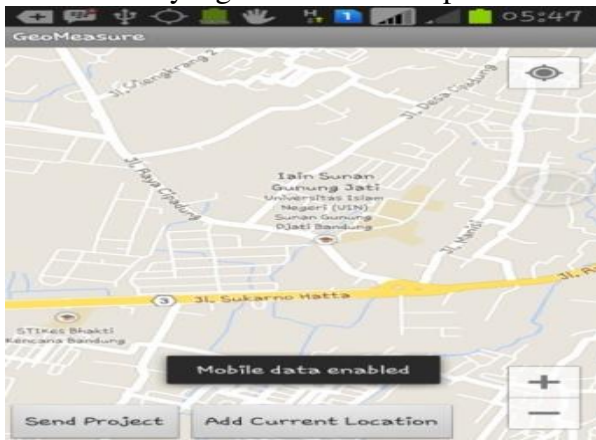 05:47
GeoMeasure
Jl. Cilengkrang 2
Jl. Desa Cipadung
Jl. Raya Cipadung
Iain Sunan
Gunung Jati
Universitas Islam
Negeri (UIN)
Sunan Gunung
Djati Bandung
Jl. Manisi
3
Jl. Sukarno Hatta
STIKes Bhakti
Kencana Bandung
Mobile data enabled
+
−
Send Project
Add Current Location